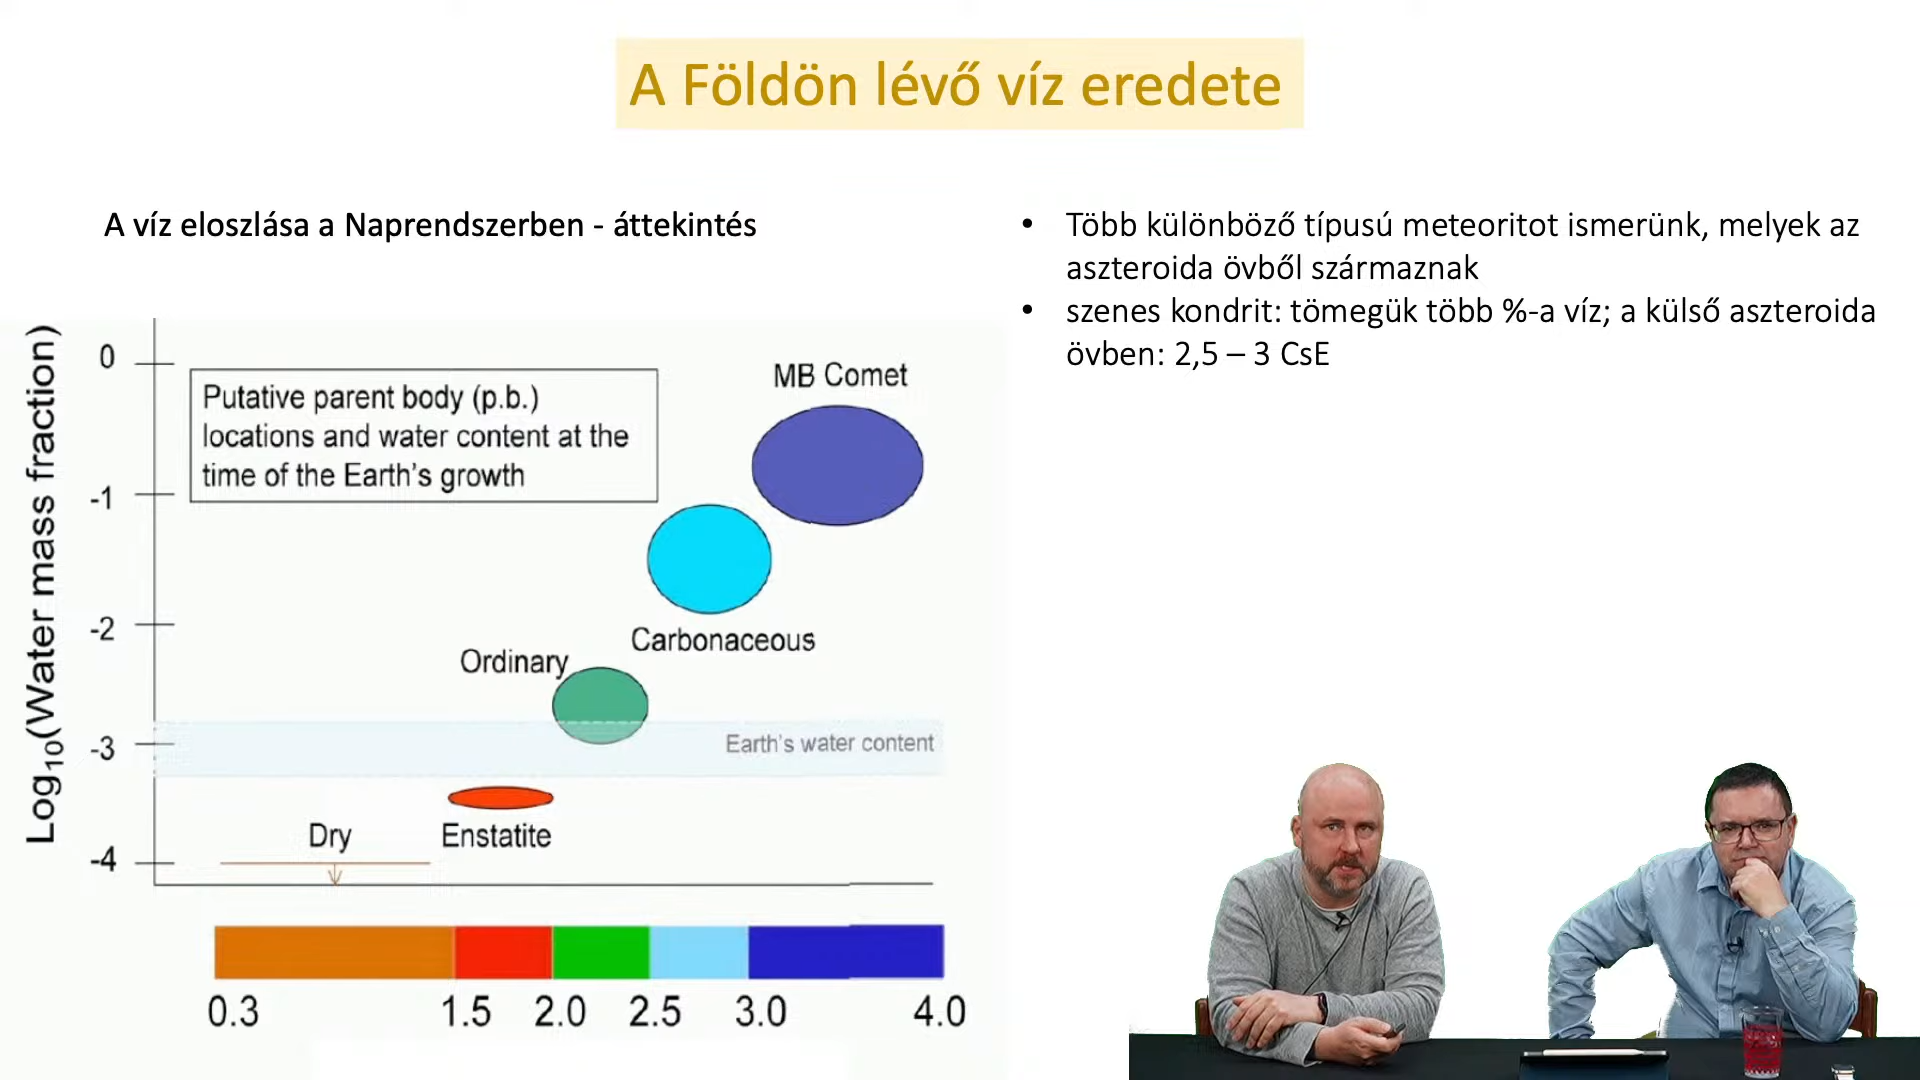 A Földön lévő víz eredete
A víz eloszlása a Naprendszerben - áttekintés
• Több különböző típusú meteoritot ismerünk, melyek az
aszteroida övből származnak
• szenes kondrit: tömegük több %-a víz; a külső aszteroida
övben: 2,5 – 3 CsE
Log10(Water mass fraction)
0
-1
-2
-3
-4
Putative parent body (p.b.)
locations and water content at the
time of the Earth's growth
MB Comet
Carbonaceous
Ordinary
Earth's water content
Dry
Enstatite
0.3 1.5 2.0 2.5 3.0 4.0